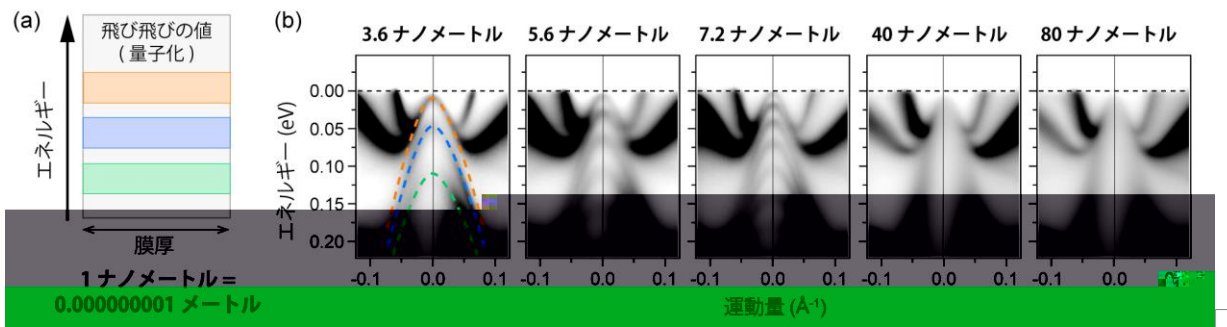 (a)
飛び飛びの値
(量子化)
エネルギー
膜厚
1 ナノメートル =
0.000000001 メートル
(b)
3.6 ナノメートル
5.6 ナノメートル
7.2 ナノメートル
40 ナノメートル
80 ナノメートル
エネルギー (eV)
0.00
0.05
0.10
0.15
0.20
-0.1 0.0 0.1
-0.1 0.0 0.1
-0.1 0.0 0.1
-0.1 0.0 0.1
-0.1 0.0 0.1
運動量 (Å⁻¹)